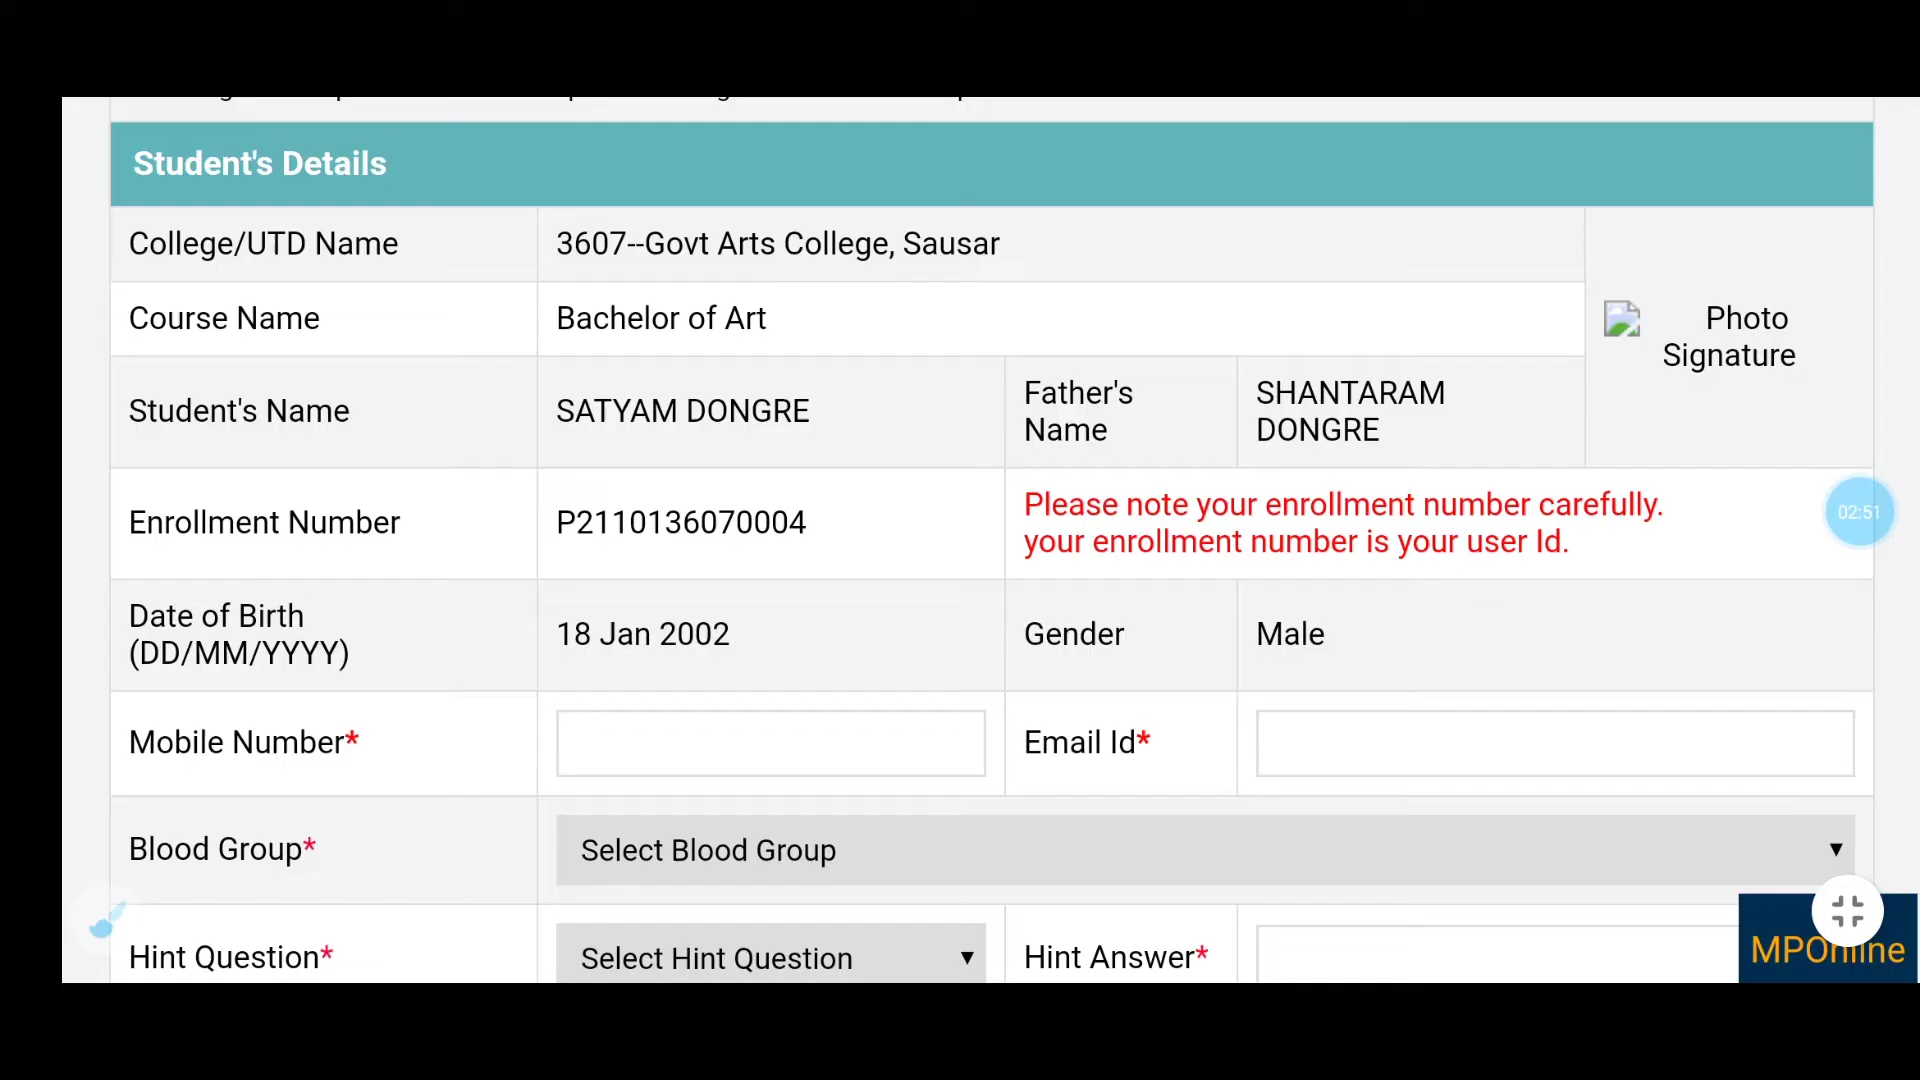 Student's Details
College/UTD Name
3607--Govt Arts College, Sausar
Course Name
Bachelor of Art
Photo
Signature
Student's Name
SATYAM DONGRE
Father's
Name
SHANTARAM
DONGRE
Enrollment Number
P2110136070004
Please note your enrollment number carefully.
your enrollment number is your user Id.
02:51
Date of Birth
(DD/MM/YYYY)
18 Jan 2002
Gender
Male
Mobile Number*
Email Id*
Blood Group*
Select Blood Group
Hint Question*
Select Hint Question
Hint Answer*
MPOnline